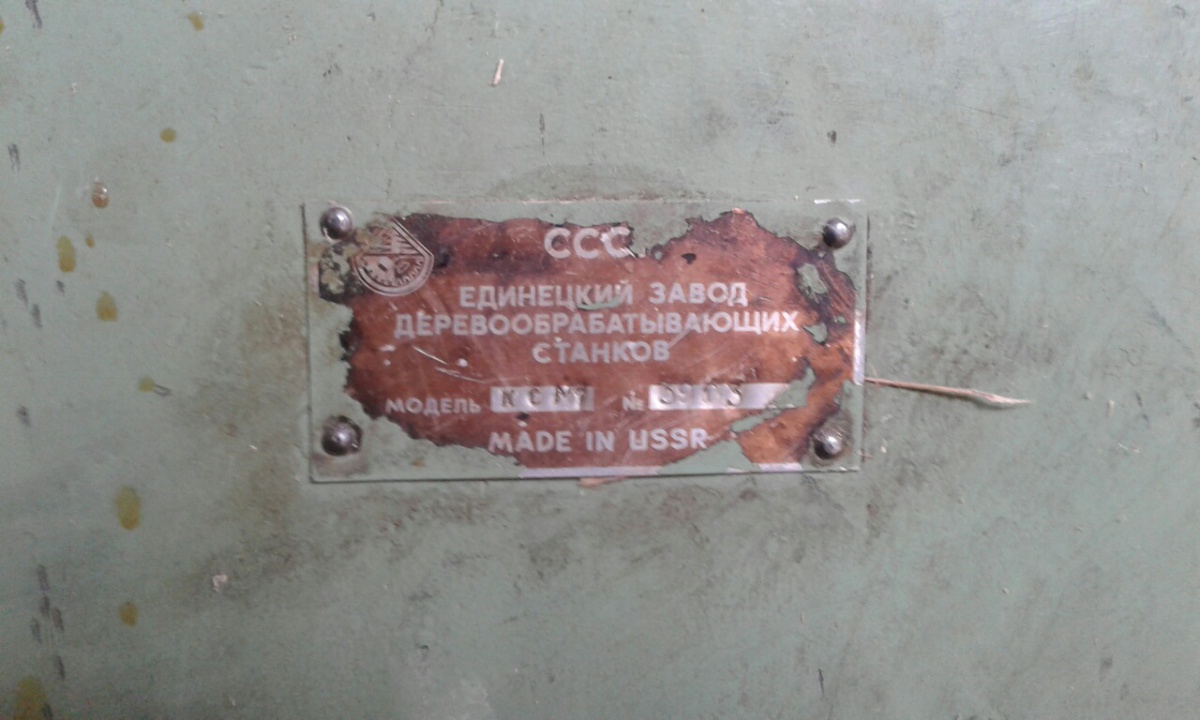 ССС
ЕДИНЕЦКИЙ ЗАВОД
ДЕРЕВООБРАБАТЫВАЮЩИХ
СТАНКОВ
МОДЕЛЬ №
MADE IN USSR